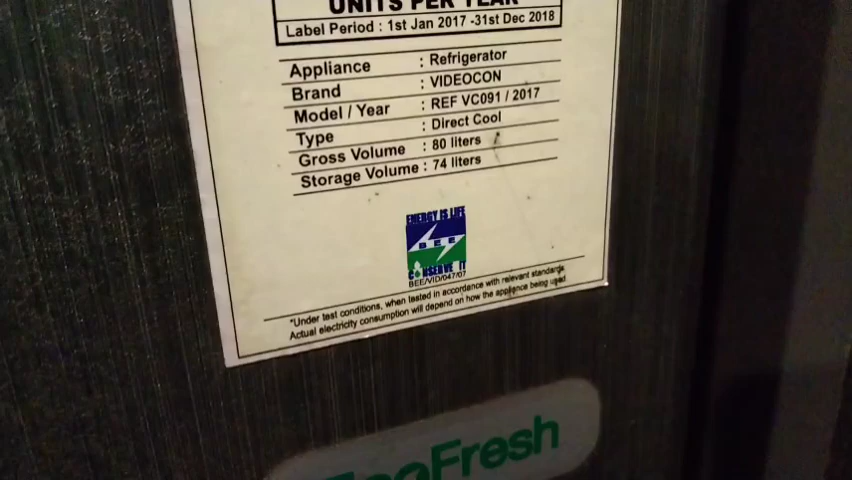 UNITS PER YEAR
Label Period : 1st Jan 2017 -31st Dec 2018
Appliance : Refrigerator
Brand : VIDEOCON
Model / Year : REF VC091 / 2017
Type : Direct Cool
Gross Volume : 80 liters
Storage Volume : 74 liters
ENERGY IS LIFE
BEE
CONSERVE IT
BEE/VID/047/07
*Under test conditions, when tested in accordance with relevant standards
Actual electricity consumption will depend on how the appliance being used
EcoFresh